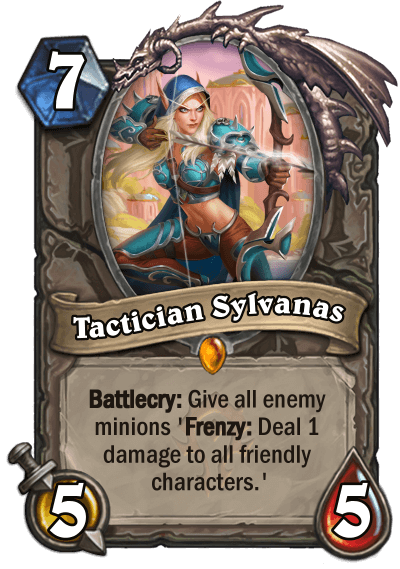 7
Tactician Sylvanas
Battlecry: Give all enemy
minions 'Frenzy: Deal 1
damage to all friendly
characters.'
5
5